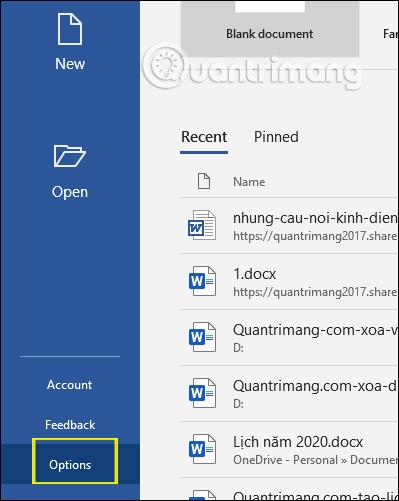 Blank document
Far
Quantrimang
New
Open
Recent
Pinned
Name
nhung-cau-noi-kinh-dien
https://quantrimang2017.share
1.docx
https://quantrimang2017.share
Quantrimang-com-xoa-v
D:
Quantrimang.com-xoa-d
D:
Lịch năm 2020.docx
OneDrive - Personal » Documen
Quantrimang-com-tao-li
Account
Feedback
Options